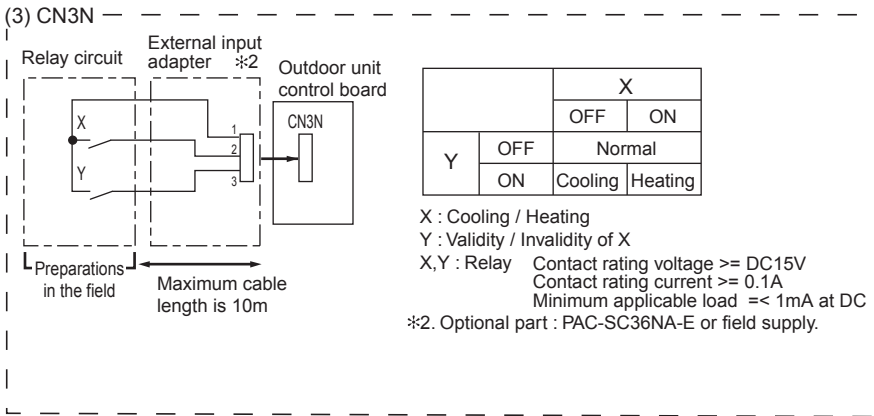 (3) CN3N
Relay circuit
External input
adapter ✻2
Outdoor unit
control board
X
Y
1
2
3
CN3N
Preparations
in the field
Maximum cable
length is 10m
X
OFF ON
Y OFF Normal
ON Cooling Heating
X : Cooling / Heating
Y : Validity / Invalidity of X
X,Y : Relay Contact rating voltage >= DC15V
Contact rating current >= 0.1A
Minimum applicable load =< 1mA at DC
✻2. Optional part : PAC-SC36NA-E or field supply.